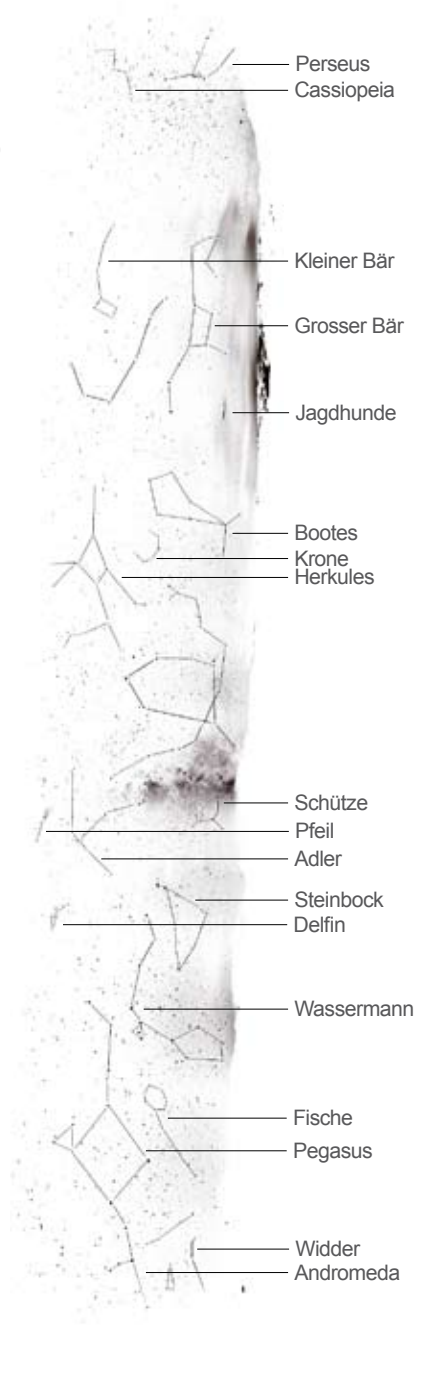 Perseus
Cassiopeia
Kleiner Bär
Grosser Bär
Jagdhunde
Bootes
Krone
Herkules
Schütze
Pfeil
Adler
Steinbock
Delfin
Wassermann
Fische
Pegasus
Widder
Andromeda